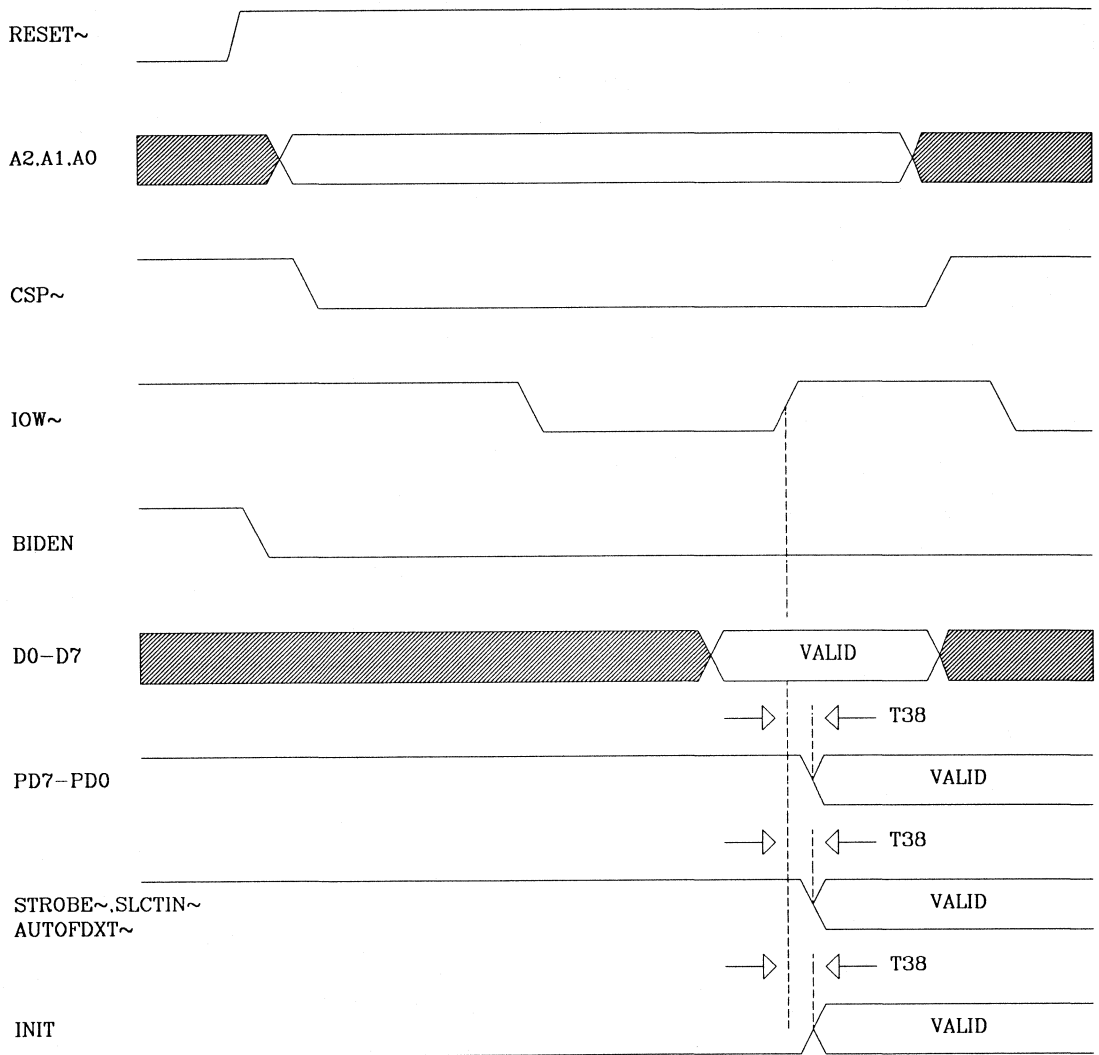 RESET~
A2,A1,A0
CSP~
IOW~
BIDEN
D0-D7 VALID
T38
PD7-PD0 VALID
T38
STROBE~,SLCTIN~ VALID
AUTOFDXT~
T38
INIT VALID